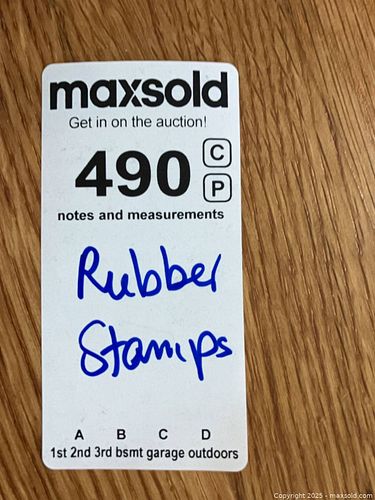 maxsold
Get in on the auction!
490 C
P
notes and measurements
Rubber
Stamps
A B C D
1st 2nd 3rd bsmt garage outdoors
Copyright 2025 - maxsold.com